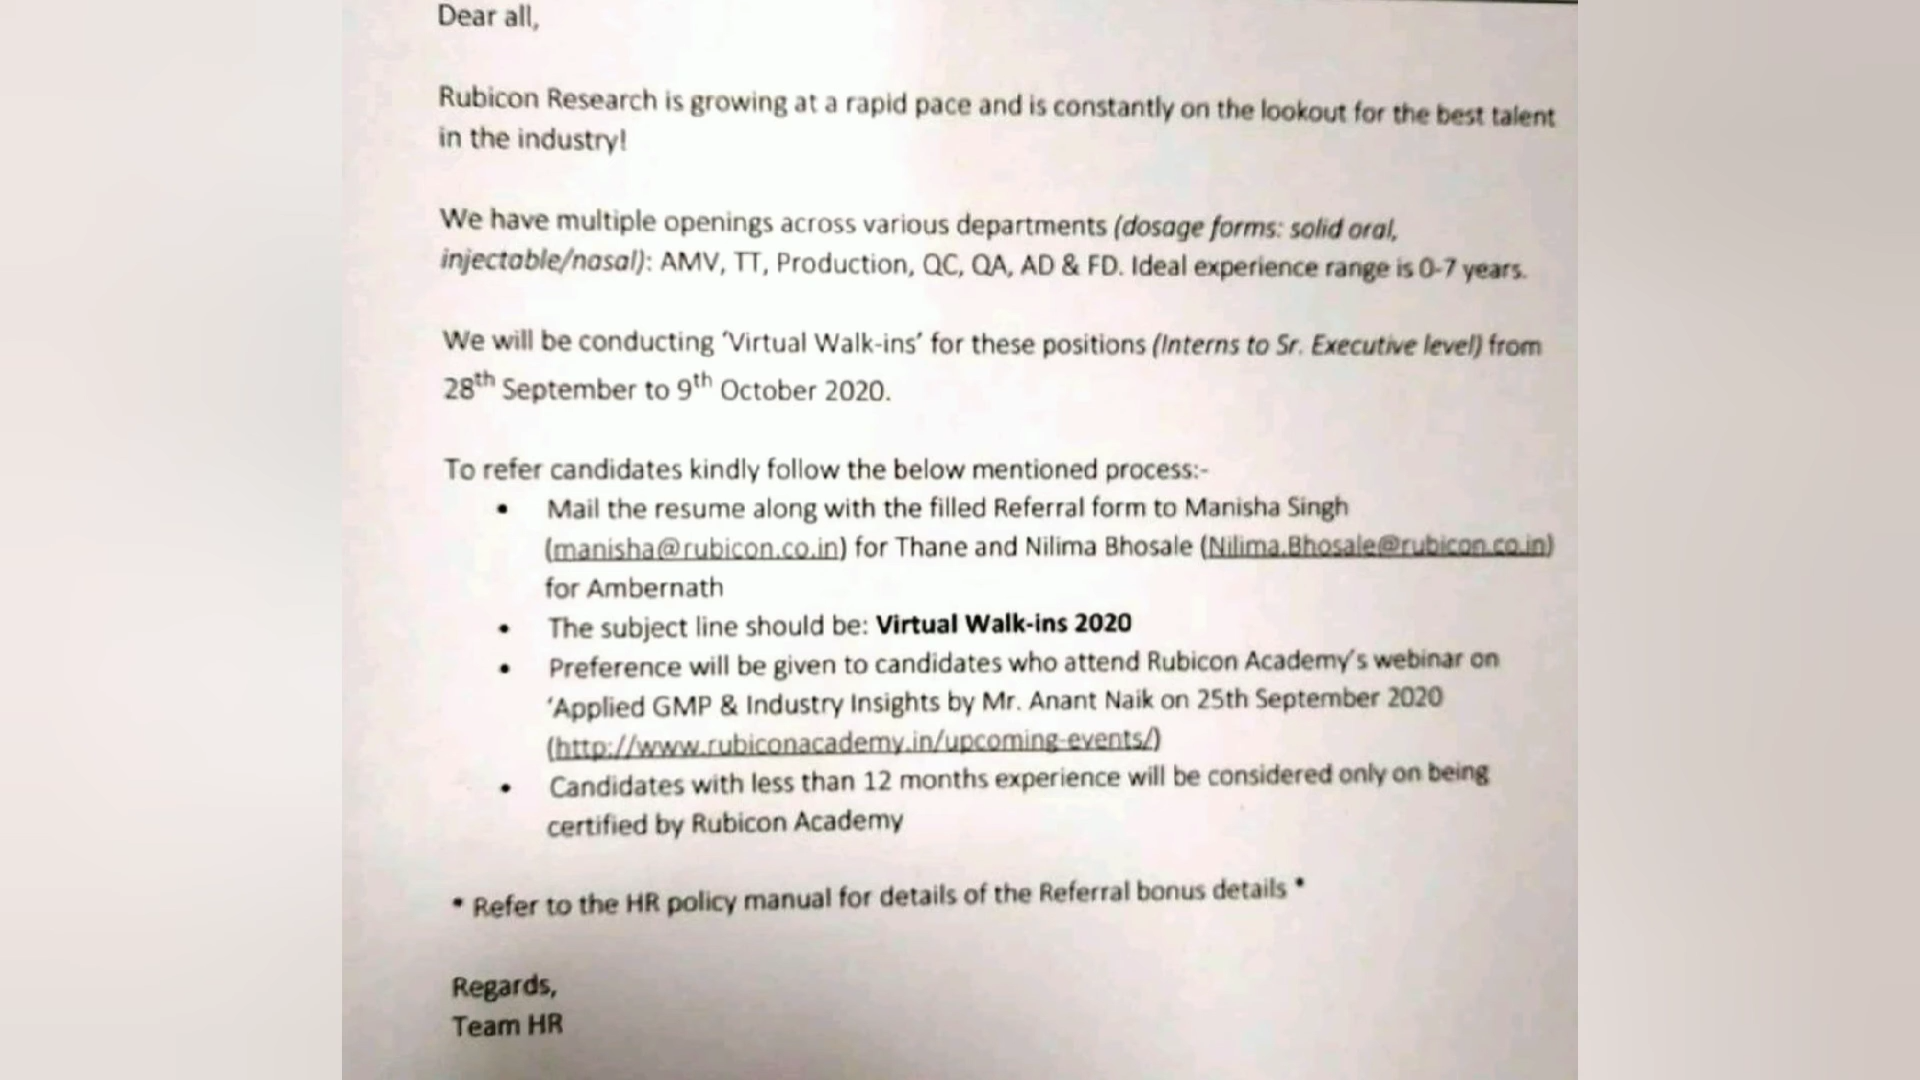 Dear all,
Rubicon Research is growing at a rapid pace and is constantly on the lookout for the best talent
in the industry!
We have multiple openings across various departments (dosage forms: solid oral,
injectable/nasal): AMV, TT, Production, QC, QA, AD & FD. Ideal experience range is 0-7 years.
We will be conducting ‘Virtual Walk-ins’ for these positions (Interns to Sr. Executive level) from
28th September to 9th October 2020.
To refer candidates kindly follow the below mentioned process:-
• Mail the resume along with the filled Referral form to Manisha Singh
(manisha@rubicon.co.in) for Thane and Nilima Bhosale (Nilima.Bhosale@rubicon.co.in)
for Ambernath
• The subject line should be: Virtual Walk-ins 2020
• Preference will be given to candidates who attend Rubicon Academy’s webinar on
‘Applied GMP & Industry Insights by Mr. Anant Naik on 25th September 2020
(http://www.rubiconacademy.in/upcoming-events/)
• Candidates with less than 12 months experience will be considered only on being
certified by Rubicon Academy
* Refer to the HR policy manual for details of the Referral bonus details *
Regards,
Team HR